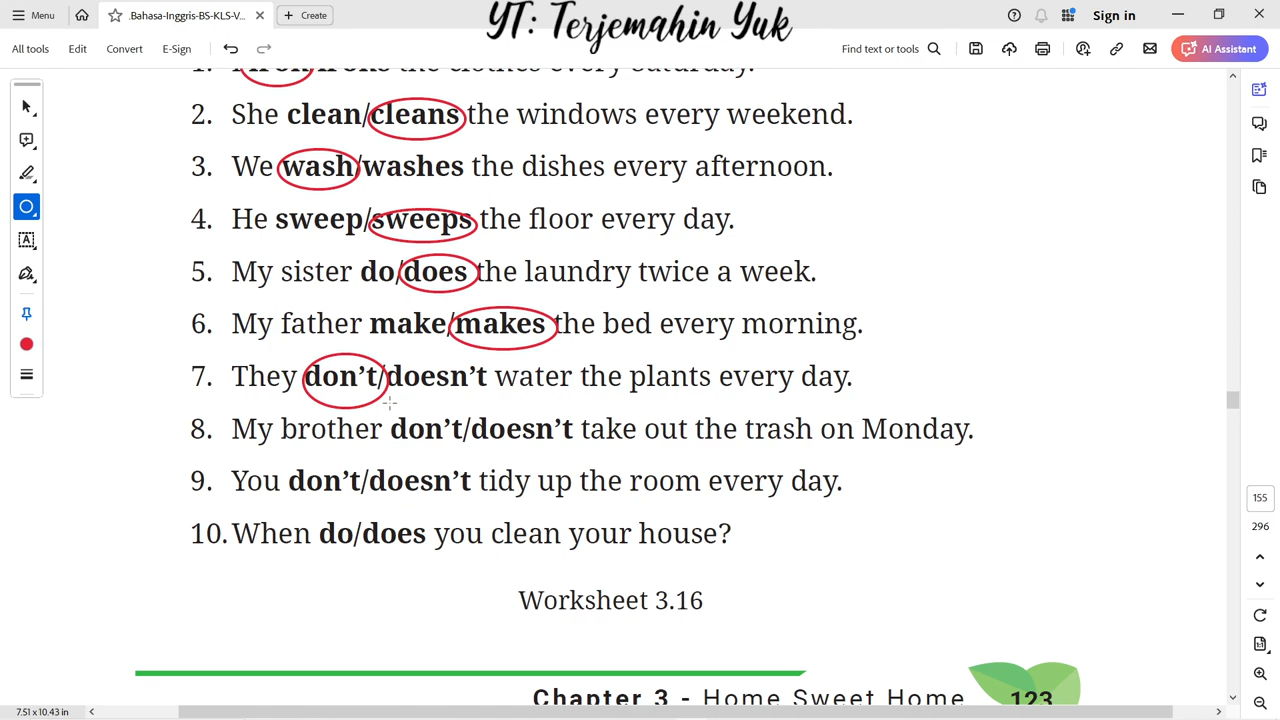 Menu
.Bahasa-Inggris-BS-KLS-V...
Create
YT: Terjemahin Yuk
Sign in
All tools Edit Convert E-Sign
Find text or tools
AI Assistant
the clothes every Saturday.
2. She clean/cleans the windows every weekend.
3. We wash/washes the dishes every afternoon.
4. He sweep/sweeps the floor every day.
5. My sister do/does the laundry twice a week.
6. My father make/makes the bed every morning.
7. They don't/doesn't water the plants every day.
8. My brother don't/doesn't take out the trash on Monday.
9. You don't/doesn't tidy up the room every day.
10. When do/does you clean your house?
Worksheet 3.16
Chapter 3 - Home Sweet Home 123
155
296
7.51 x 10.43 in